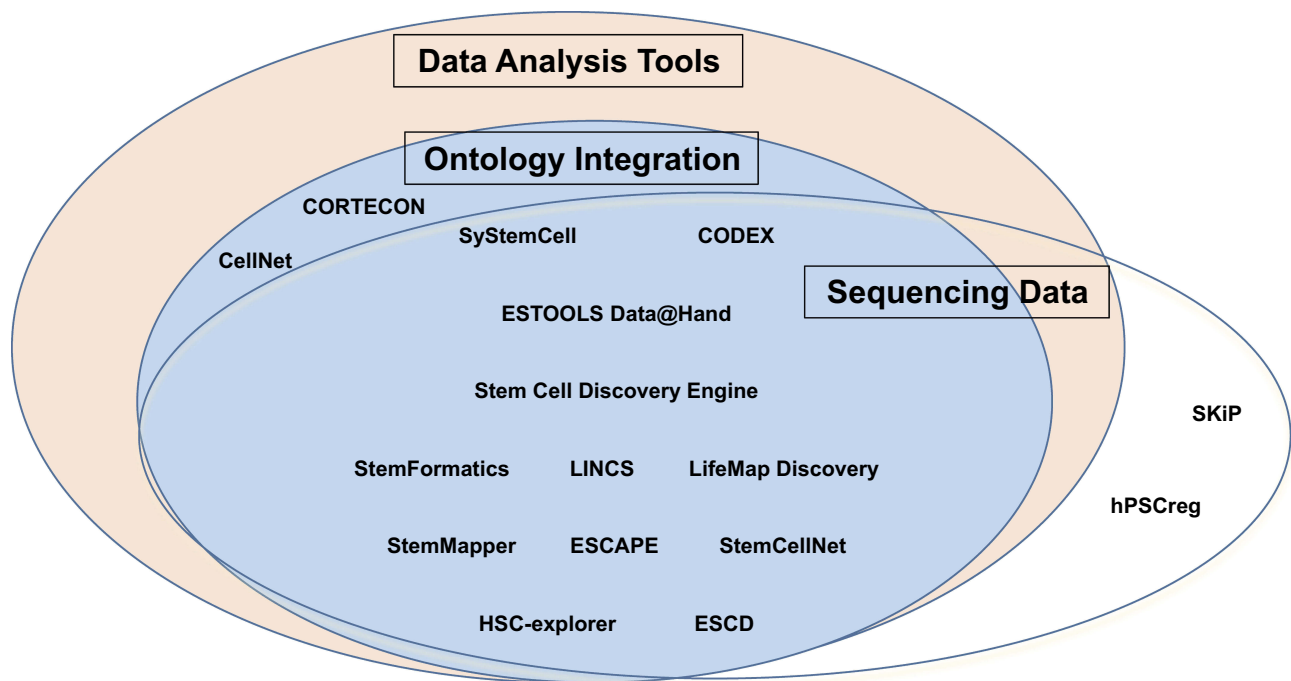 Data Analysis Tools
Ontology Integration
CORTECON
SyStemCell CODEX
CellNet
Sequencing Data
ESTOOLS Data@Hand
Stem Cell Discovery Engine
SKiP
StemFormatics LINCS LifeMap Discovery
hPSCreg
StemMapper ESCAPE StemCellNet
HSC-explorer ESCD